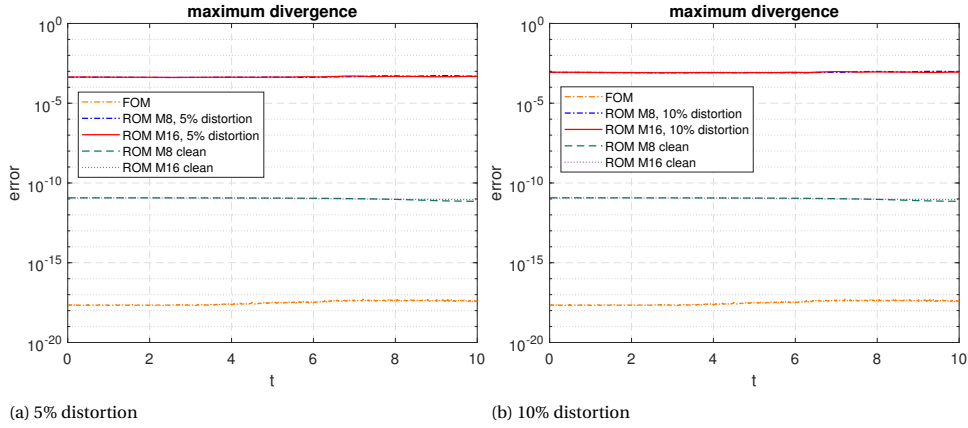 maximum divergence
10^0
10^-5
10^-10
10^-15
10^-20
error
FOM
ROM M8, 5% distortion
ROM M16, 5% distortion
ROM M8 clean
ROM M16 clean
0 2 4 6 8 10
t
(a) 5% distortion
maximum divergence
10^0
10^-5
10^-10
10^-15
10^-20
error
FOM
ROM M8, 10% distortion
ROM M16, 10% distortion
ROM M8 clean
ROM M16 clean
0 2 4 6 8 10
t
(b) 10% distortion